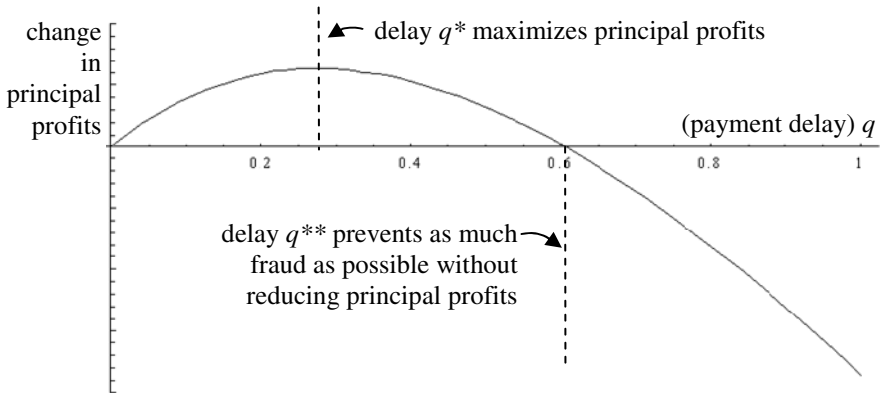 change
in
principal
profits
delay q* maximizes principal profits
(payment delay) q
0.2
0.4
0.6
0.8
1
delay q** prevents as much
fraud as possible without
reducing principal profits